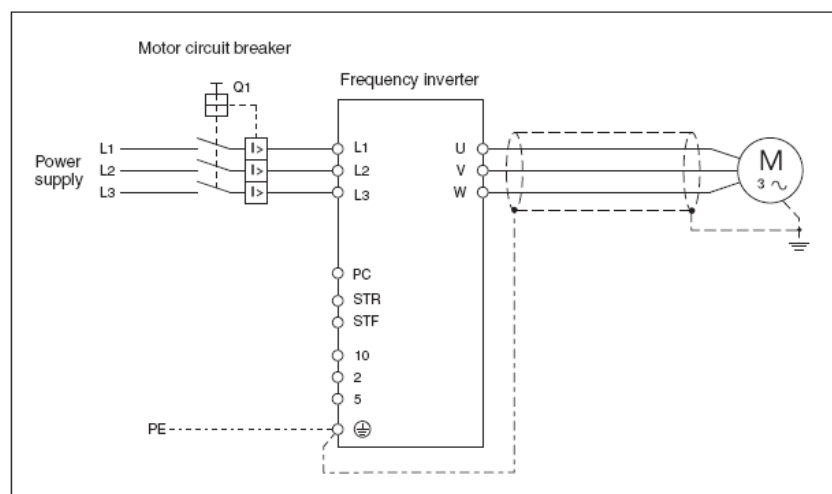 Motor circuit breaker
Q1
Frequency inverter
Power supply
L1
L2
L3
I>
I>
I>
L1
L2
L3
U
V
W
M
3 ~
PC
STR
STF
10
2
5
PE